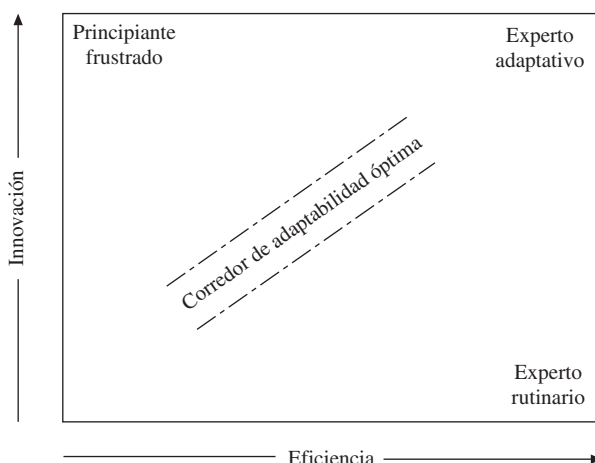 Principiante
frustrado
Experto
adaptativo
Innovación
Corredor de adaptabilidad óptima
Experto
rutinario
Eficiencia